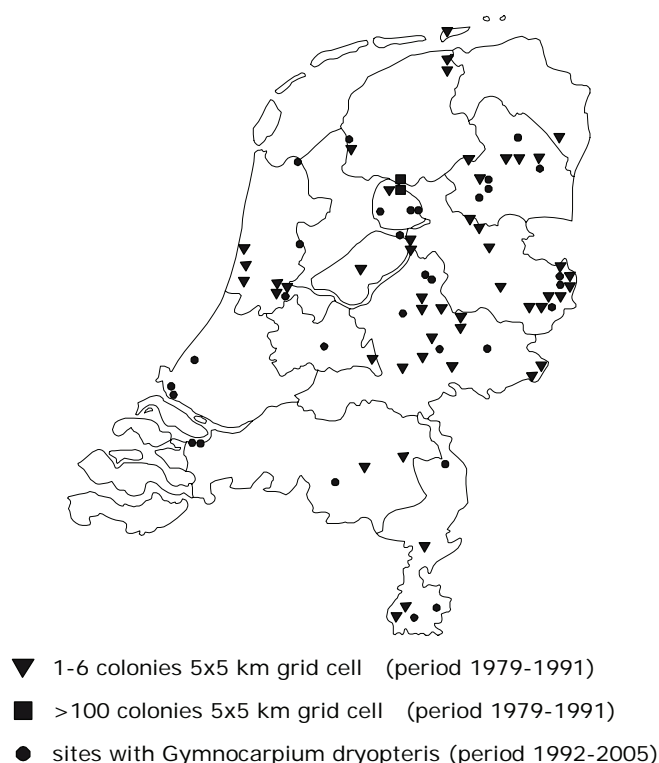 1-6 colonies 5x5 km grid cell (period 1979-1991)
>100 colonies 5x5 km grid cell (period 1979-1991)
sites with Gymnocarpium dryopteris (period 1992-2005)